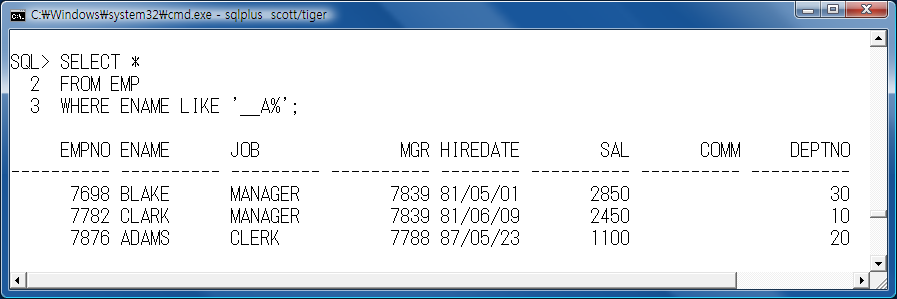 C:₩Windows₩system32₩cmd.exe - sqlplus  scott/tiger
SQL> SELECT *
  2  FROM EMP
  3  WHERE ENAME LIKE '__A%';
     EMPNO ENAME      JOB              MGR HIREDATE        SAL       COMM     DEPTNO
---------- ---------- --------- ---------- -------- ---------- ---------- ----------
      7698 BLAKE      MANAGER         7839 81/05/01       2850                    30
      7782 CLARK      MANAGER         7839 81/06/09       2450                    10
      7876 ADAMS      CLERK           7788 87/05/23       1100                    20